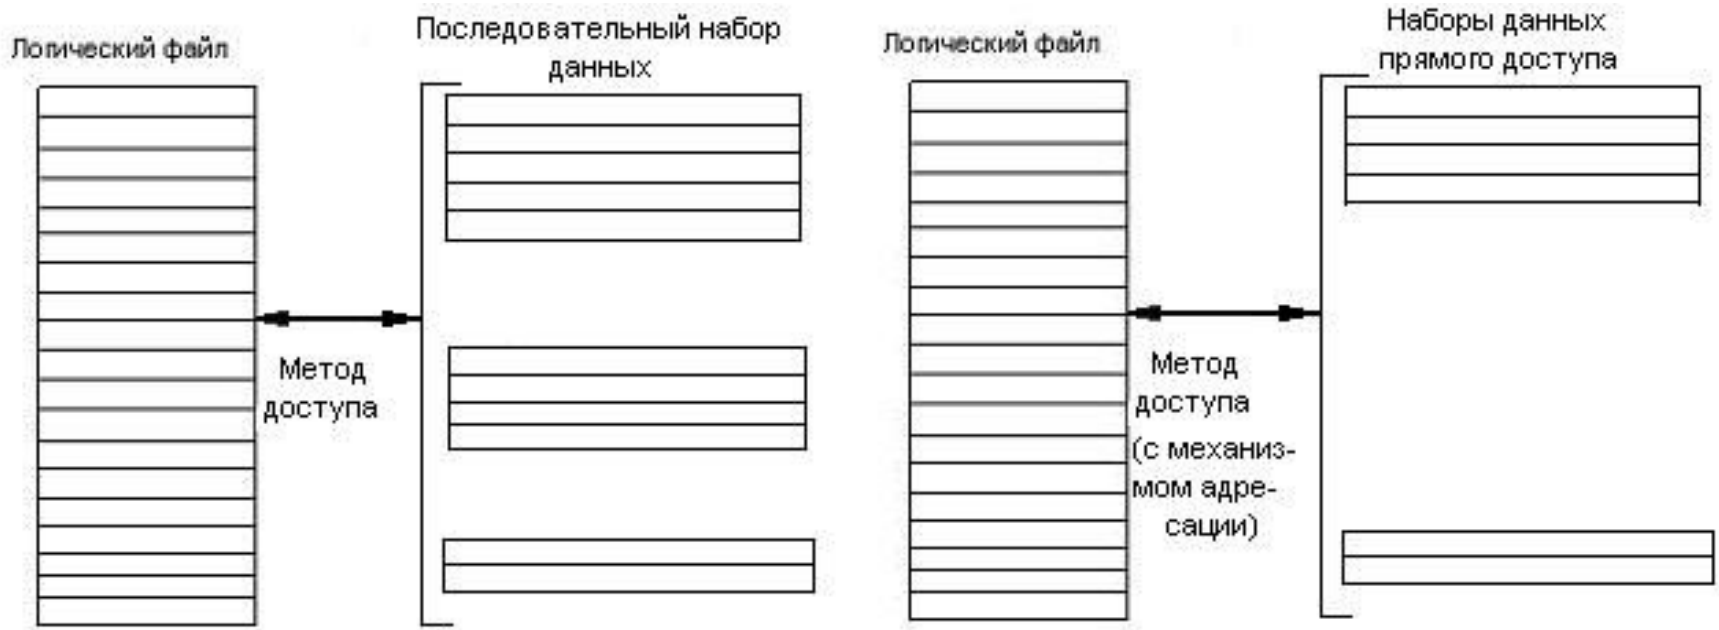 Логический файл
Последовательный набор
данных
Метод
доступа
Логический файл
Наборы данных
прямого доступа
Метод
доступа
(с механиз-
мом адре-
сации)